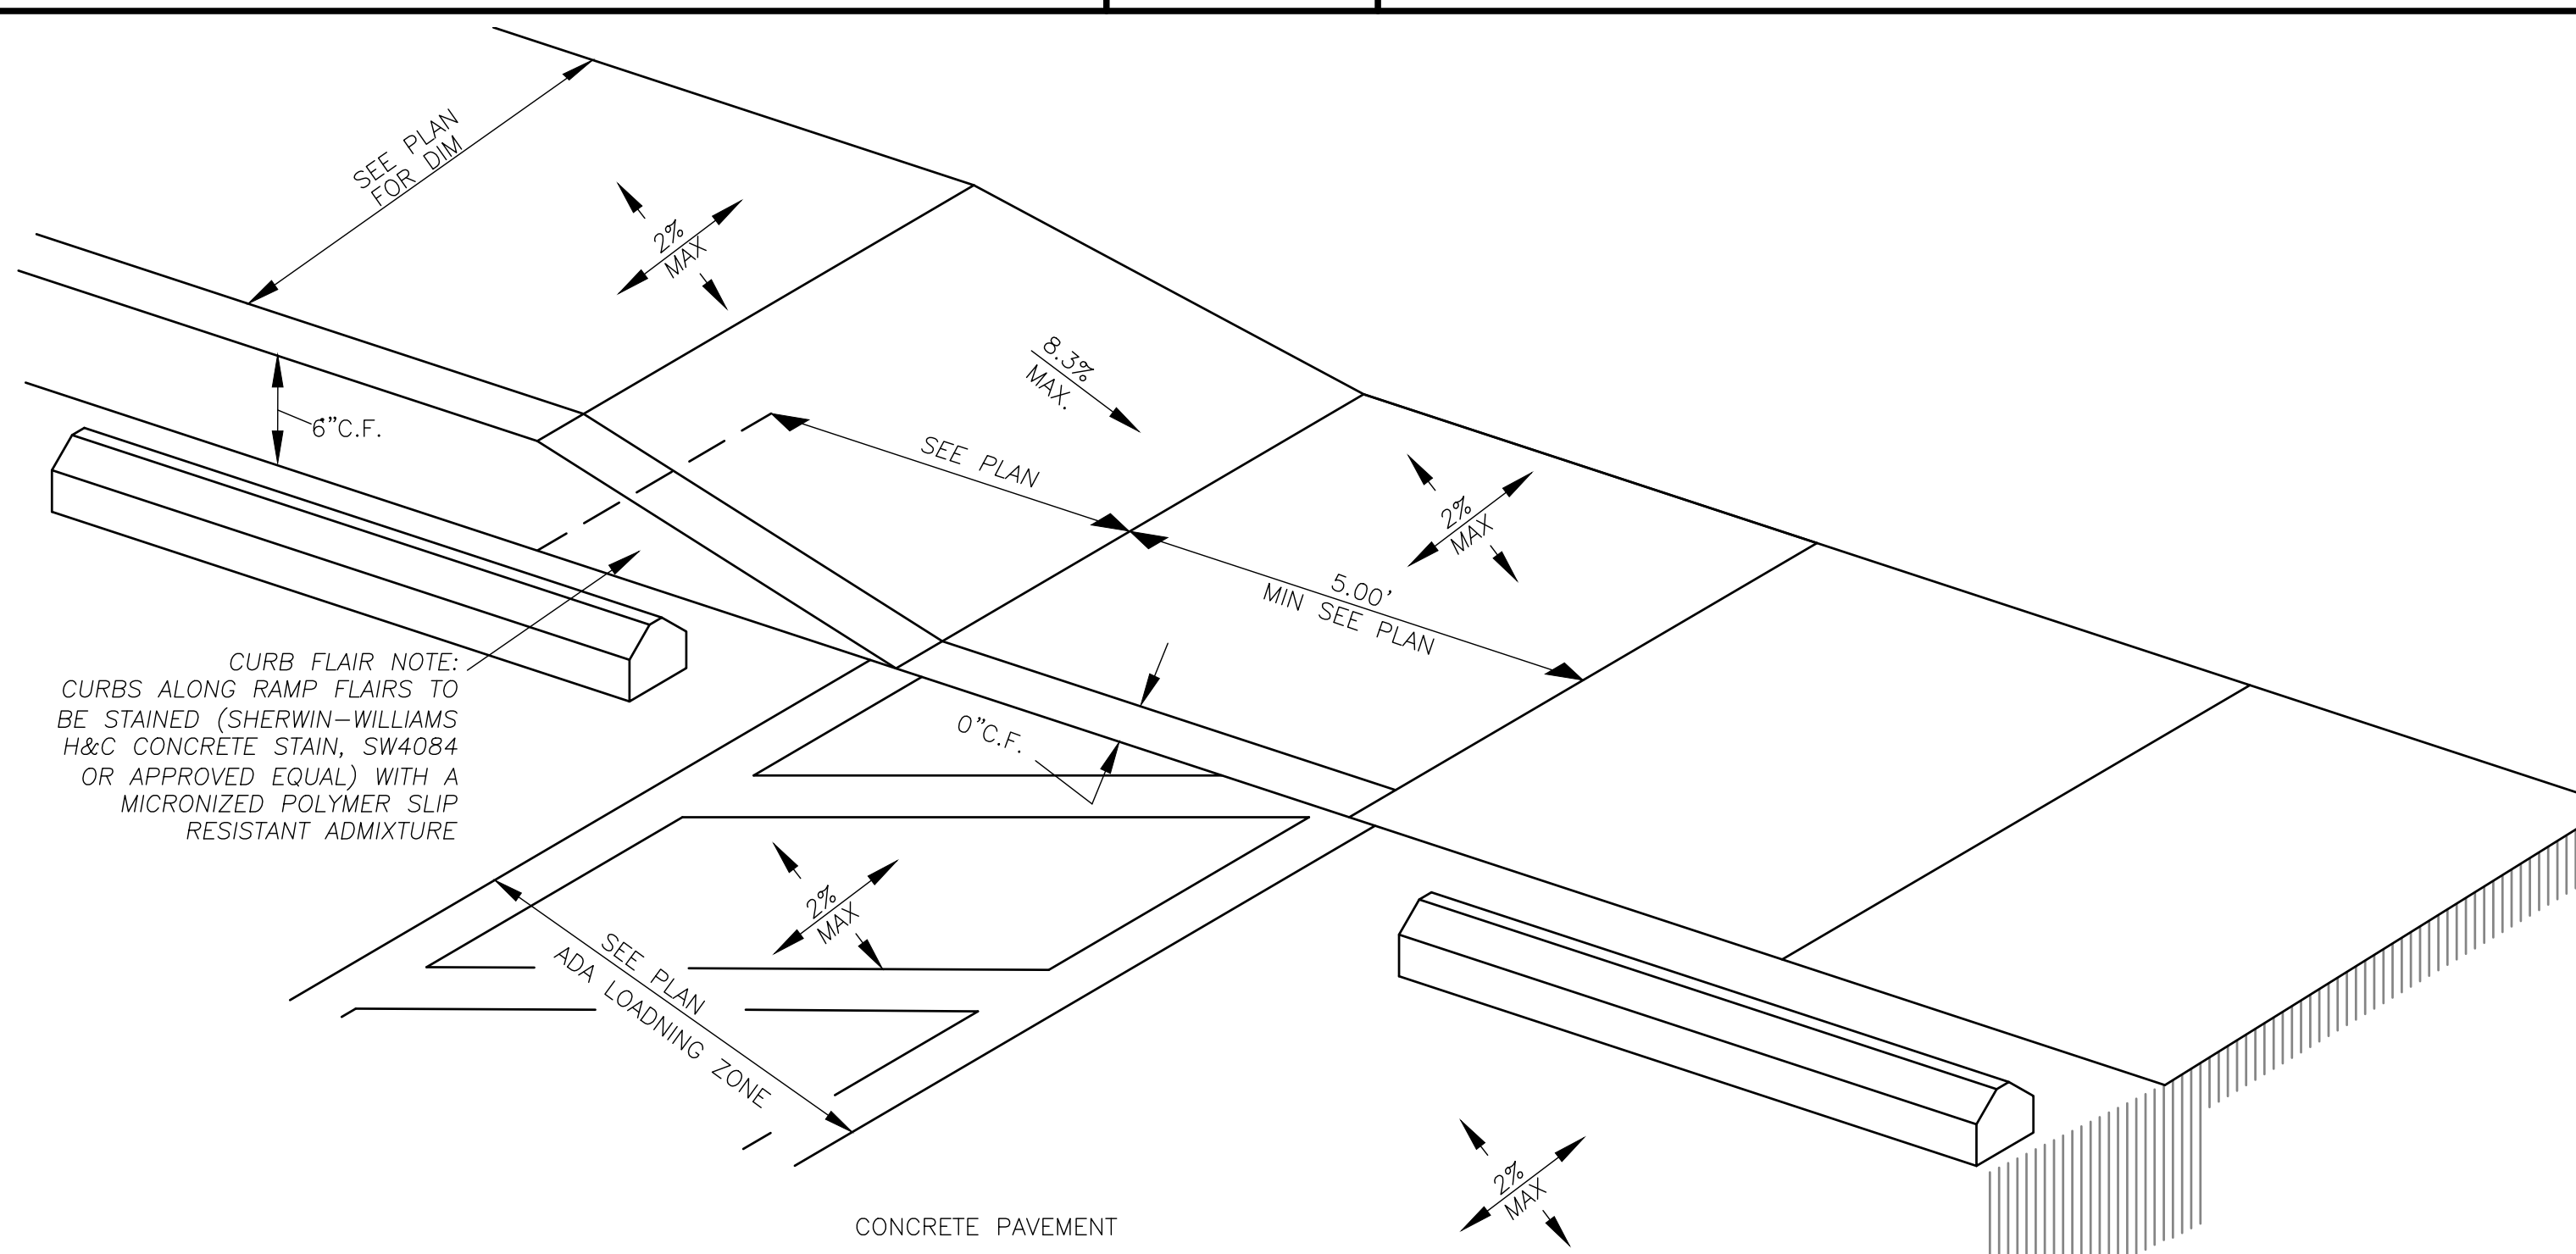 SEE PLAN
FOR DIM
2%
MAX
8.3%
MAX.
6"C.F.
SEE PLAN
2%
MAX
5.00'
MIN SEE PLAN
CURB FLAIR NOTE:
CURBS ALONG RAMP FLAIRS TO
BE STAINED (SHERWIN-WILLIAMS
H&C CONCRETE STAIN, SW4084
OR APPROVED EQUAL) WITH A
MICRONIZED POLYMER SLIP
RESISTANT ADMIXTURE
0"C.F.
2%
MAX
SEE PLAN
ADA LOADNING ZONE
2%
MAX
CONCRETE PAVEMENT